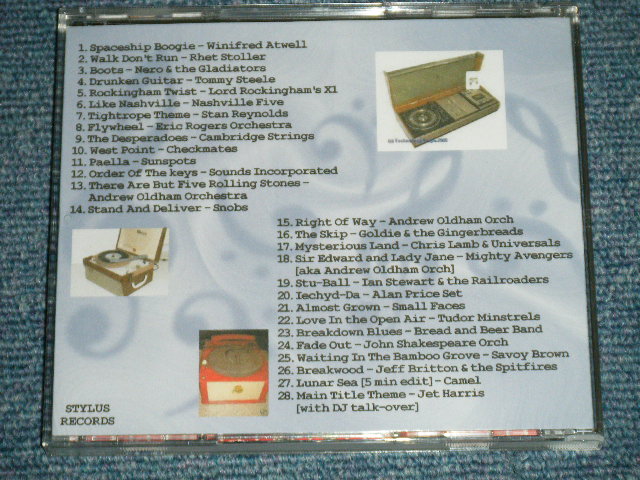 1. Spaceship Boogie – Winifred Atwell
2. Walk Don't Run – Rhet Stoller
3. Boots – Nero & the Gladiators
4. Drunken Guitar – Tommy Steele
5. Rockingham Twist – Lord Rockingham's XI
6. Like Nashville – Nashville Five
7. Tightrope Theme – Stan Reynolds
8. Flywheel – Eric Rogers Orchestra
9. The Desperadoes – Cambridge Strings
10. West Point – Checkmates
11. Paella – Sunspots
12. Order Of The keys – Sounds Incorporated
13. There Are But Five Rolling Stones –
Andrew Oldham Orchestra
14. Stand And Deliver – Snobs
15. Right Of Way – Andrew Oldham Orch
16. The Skip – Goldie & the Gingerbreads
17. Mysterious Land – Chris Lamb & Universals
18. Sir Edward and Lady Jane – Mighty Avengers
[aka Andrew Oldham Orch]
19. Stu-Ball – Ian Stewart & the Railroaders
20. Iechyd-Da – Alan Price Set
21. Almost Grown – Small Faces
22. Love In the Open Air – Tudor Minstrels
23. Breakdown Blues – Bread and Beer Band
24. Fade Out – John Shakespeare Orch
25. Waiting In The Bamboo Grove – Savoy Brown
26. Breakwood – Jeff Britton & the Spitfires
27. Lunar Sea [5 min edit] – Camel
28. Main Title Theme – Jet Harris
[with DJ talk-over]
STYLUS
RECORDS